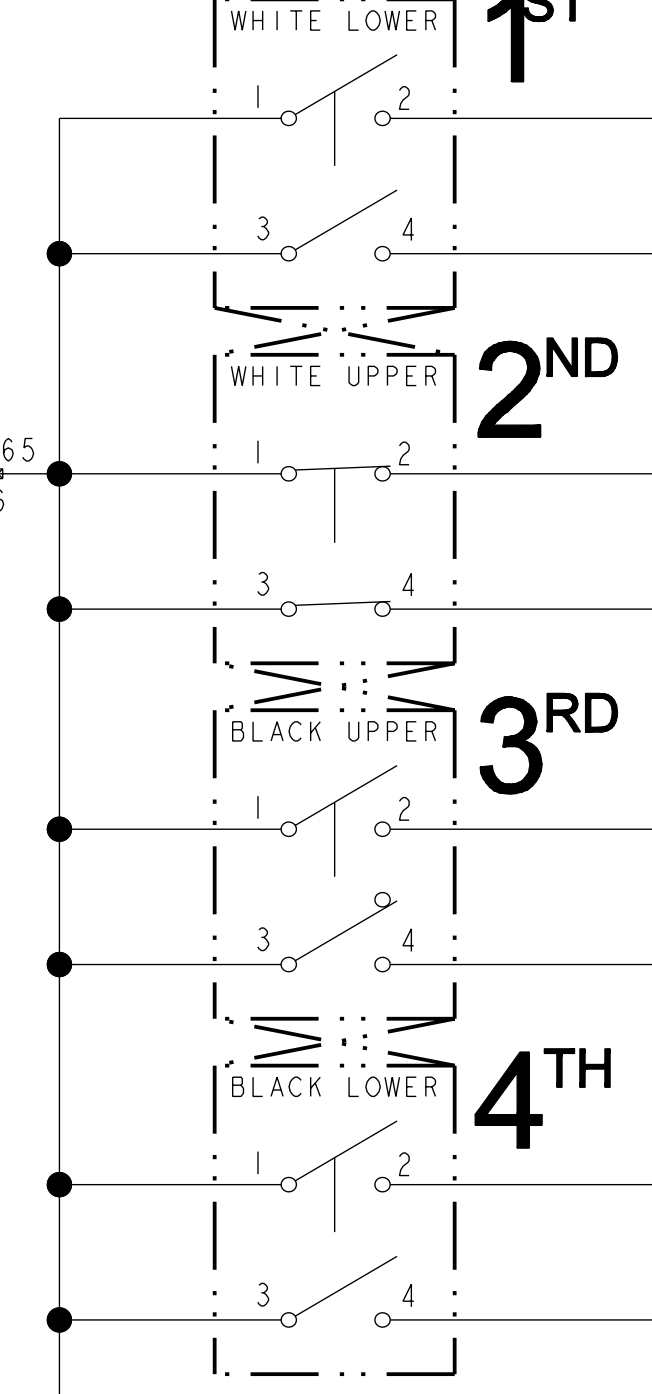 1ST
WHITE LOWER
1 2
3 4
2ND
WHITE UPPER
65
1 2
3 4
3RD
BLACK UPPER
1 2
3 4
4TH
BLACK LOWER
1 2
3 4